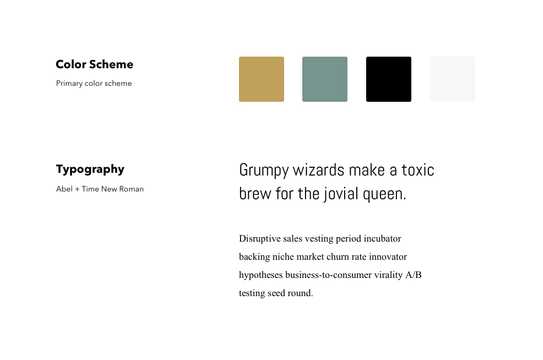 Color Scheme
Primary color scheme
Typography
Abel + Time New Roman
Grumpy wizards make a toxic
brew for the jovial queen.
Disruptive sales vesting period incubator
backing niche market churn rate innovator
hypotheses business-to-consumer virality A/B
testing seed round.